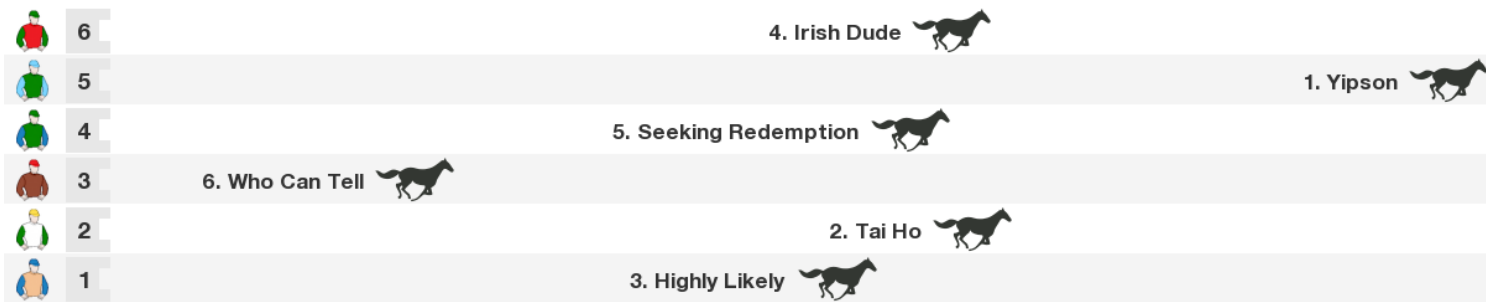 6 4. Irish Dude
5 1. Yipson
4 5. Seeking Redemption
3 6. Who Can Tell
2 2. Tai Ho
1 3. Highly Likely